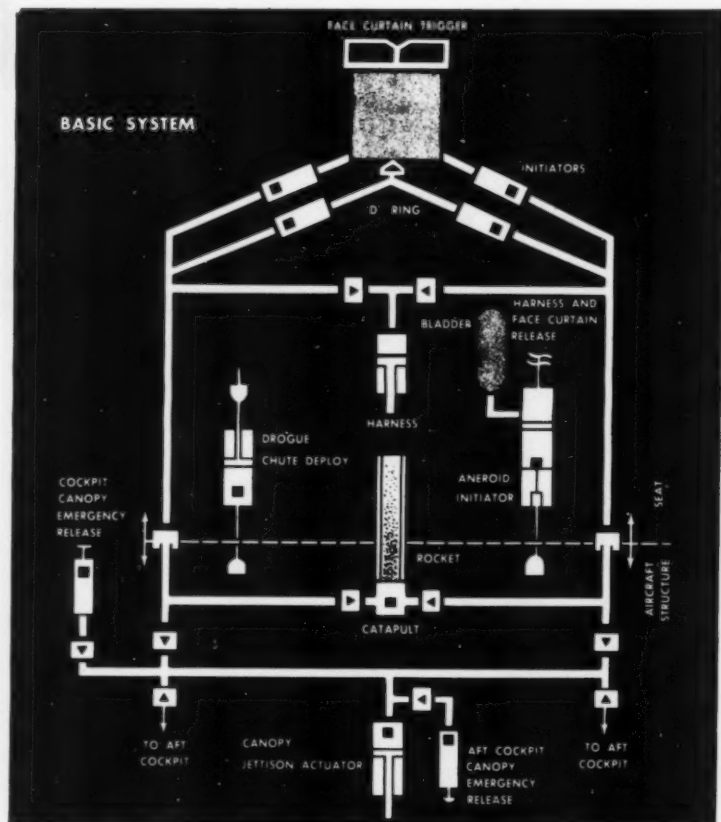 FACE CURTAIN TRIGGER
BASIC SYSTEM
INITIATORS
'D' RING
HARNESS AND
FACE CURTAIN
RELEASE
BLADDER
HARNESS
DROGUE
CHUTE DEPLOY
ANEROID
INITIATOR
COCKPIT
CANOPY
EMERGENCY
RELEASE
SEAT
AIRCRAFT
STRUCTURE
ROCKET
CATAPULT
TO AFT
COCKPIT
CANOPY
JETTISON ACTUATOR
AFT COCKPIT
CANOPY
EMERGENCY
RELEASE
TO AFT
COCKPIT